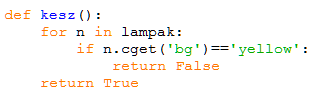 def kesz():
    for n in lampak:
        if n.cget('bg')=='yellow':
            return False
    return True